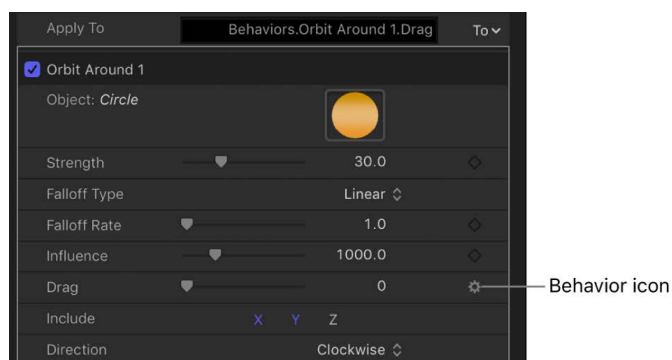 Apply To Behaviors.Orbit Around 1.Drag To
Orbit Around 1
Object: Circle
Strength 30.0
Falloff Type Linear
Falloff Rate 1.0
Influence 1000.0
Drag 0 Behavior icon
Include X Y Z
Direction Clockwise